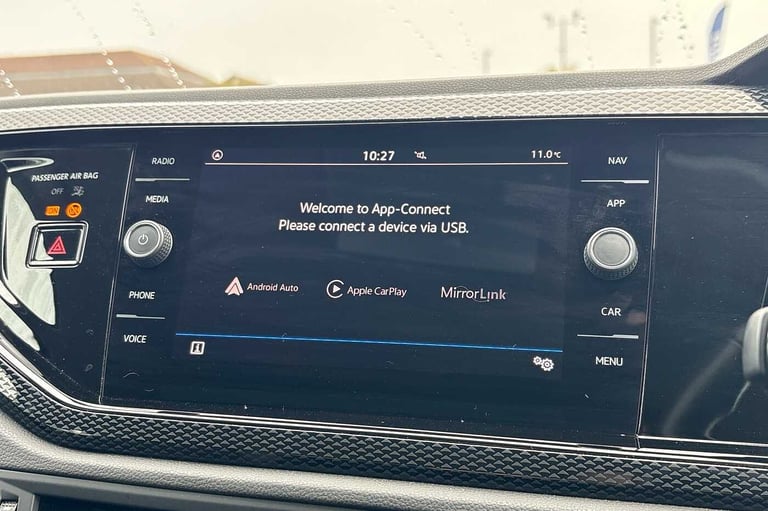 PASSENGER AIR BAG
OFF
ON
RADIO
MEDIA
PHONE
VOICE
10:27
11.0°C
Welcome to App-Connect
Please connect a device via USB.
Android Auto
Apple CarPlay
MirrorLink
NAV
APP
CAR
MENU